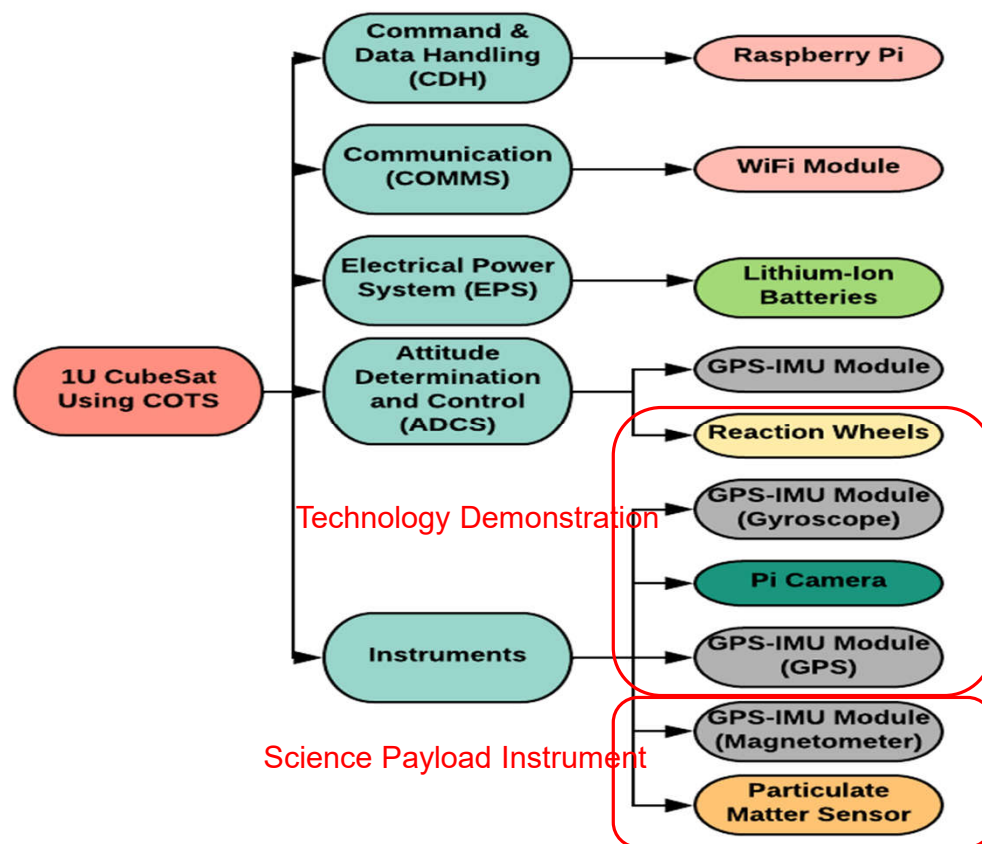 Command &
Data Handling
(CDH)
Raspberry Pi
Communication
(COMMS)
WiFi Module
Electrical Power
System (EPS)
Lithium-Ion
Batteries
1U CubeSat
Using COTS
Attitude
Determination
and Control
(ADCS)
GPS-IMU Module
Reaction Wheels
Technology Demonstration
GPS-IMU Module
(Gyroscope)
Pi Camera
Instruments
GPS-IMU Module
(GPS)
Science Payload Instrument
GPS-IMU Module
(Magnetometer)
Particulate
Matter Sensor